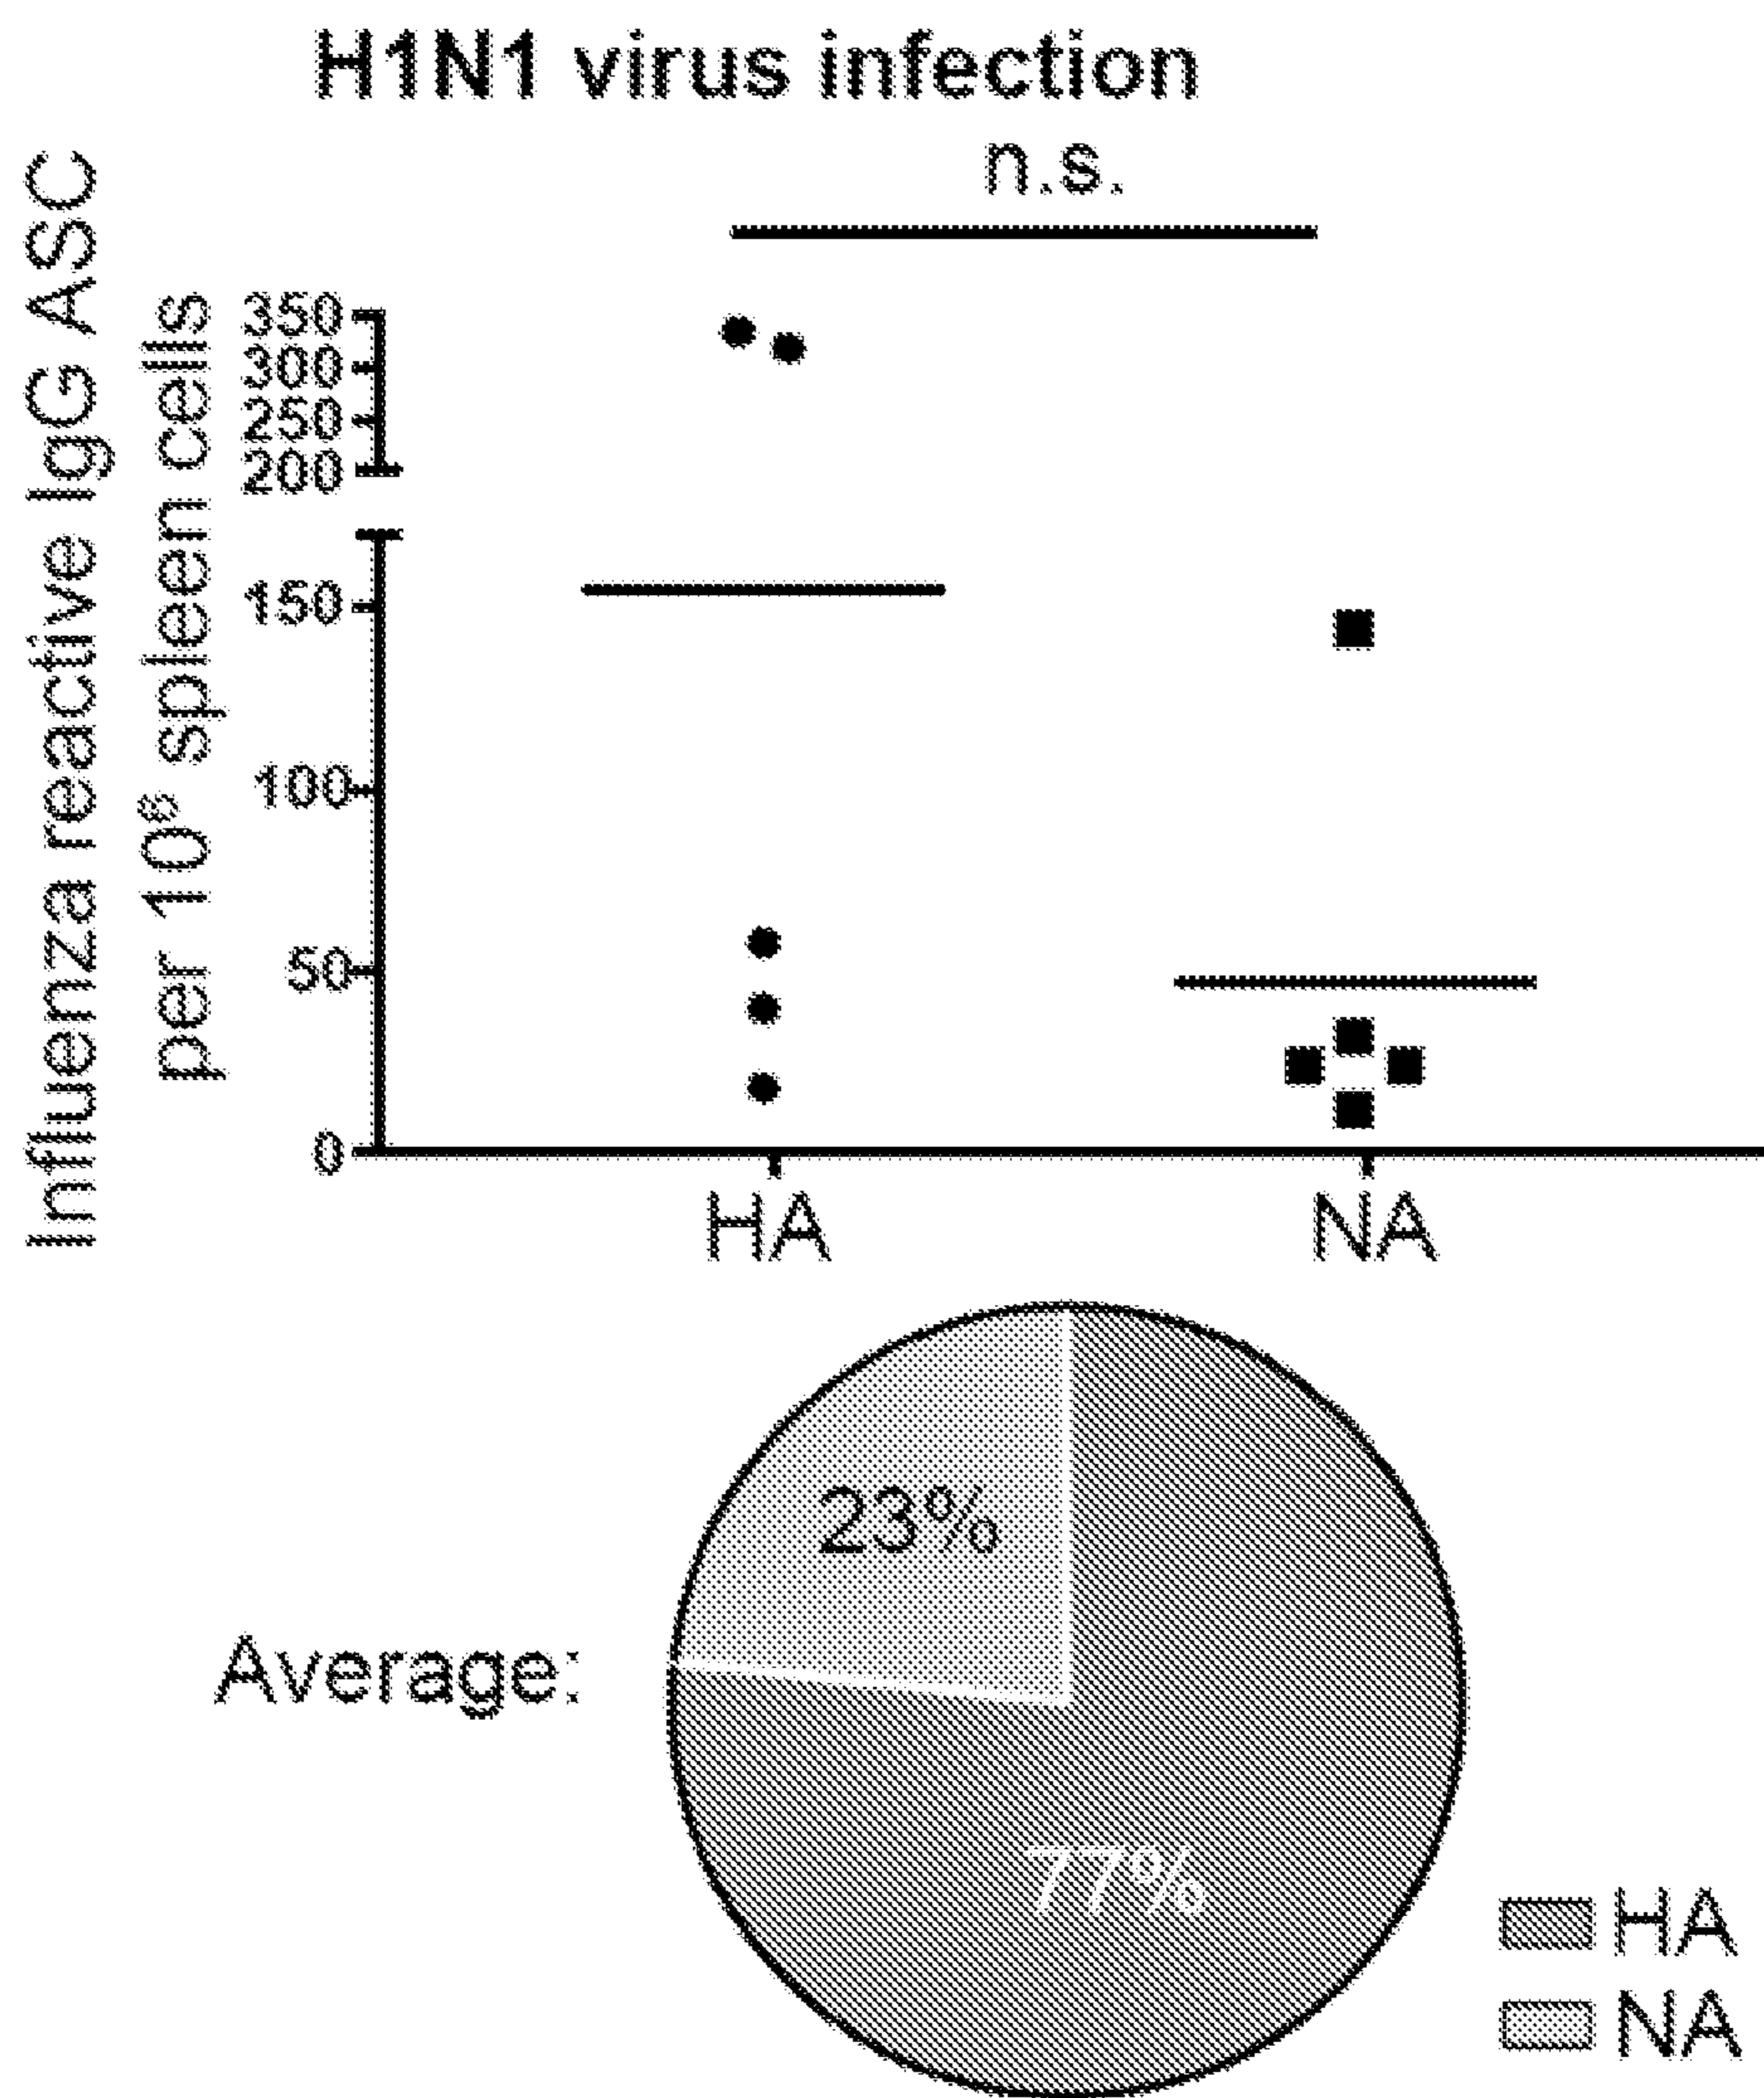 H1N1 virus infection
n.s.
Influenza reactive IgG ASC
per 10⁶ spleen cells
350
300
250
200
150
100
50
0
HA
NA
23%
Average:
77%
HA
NA